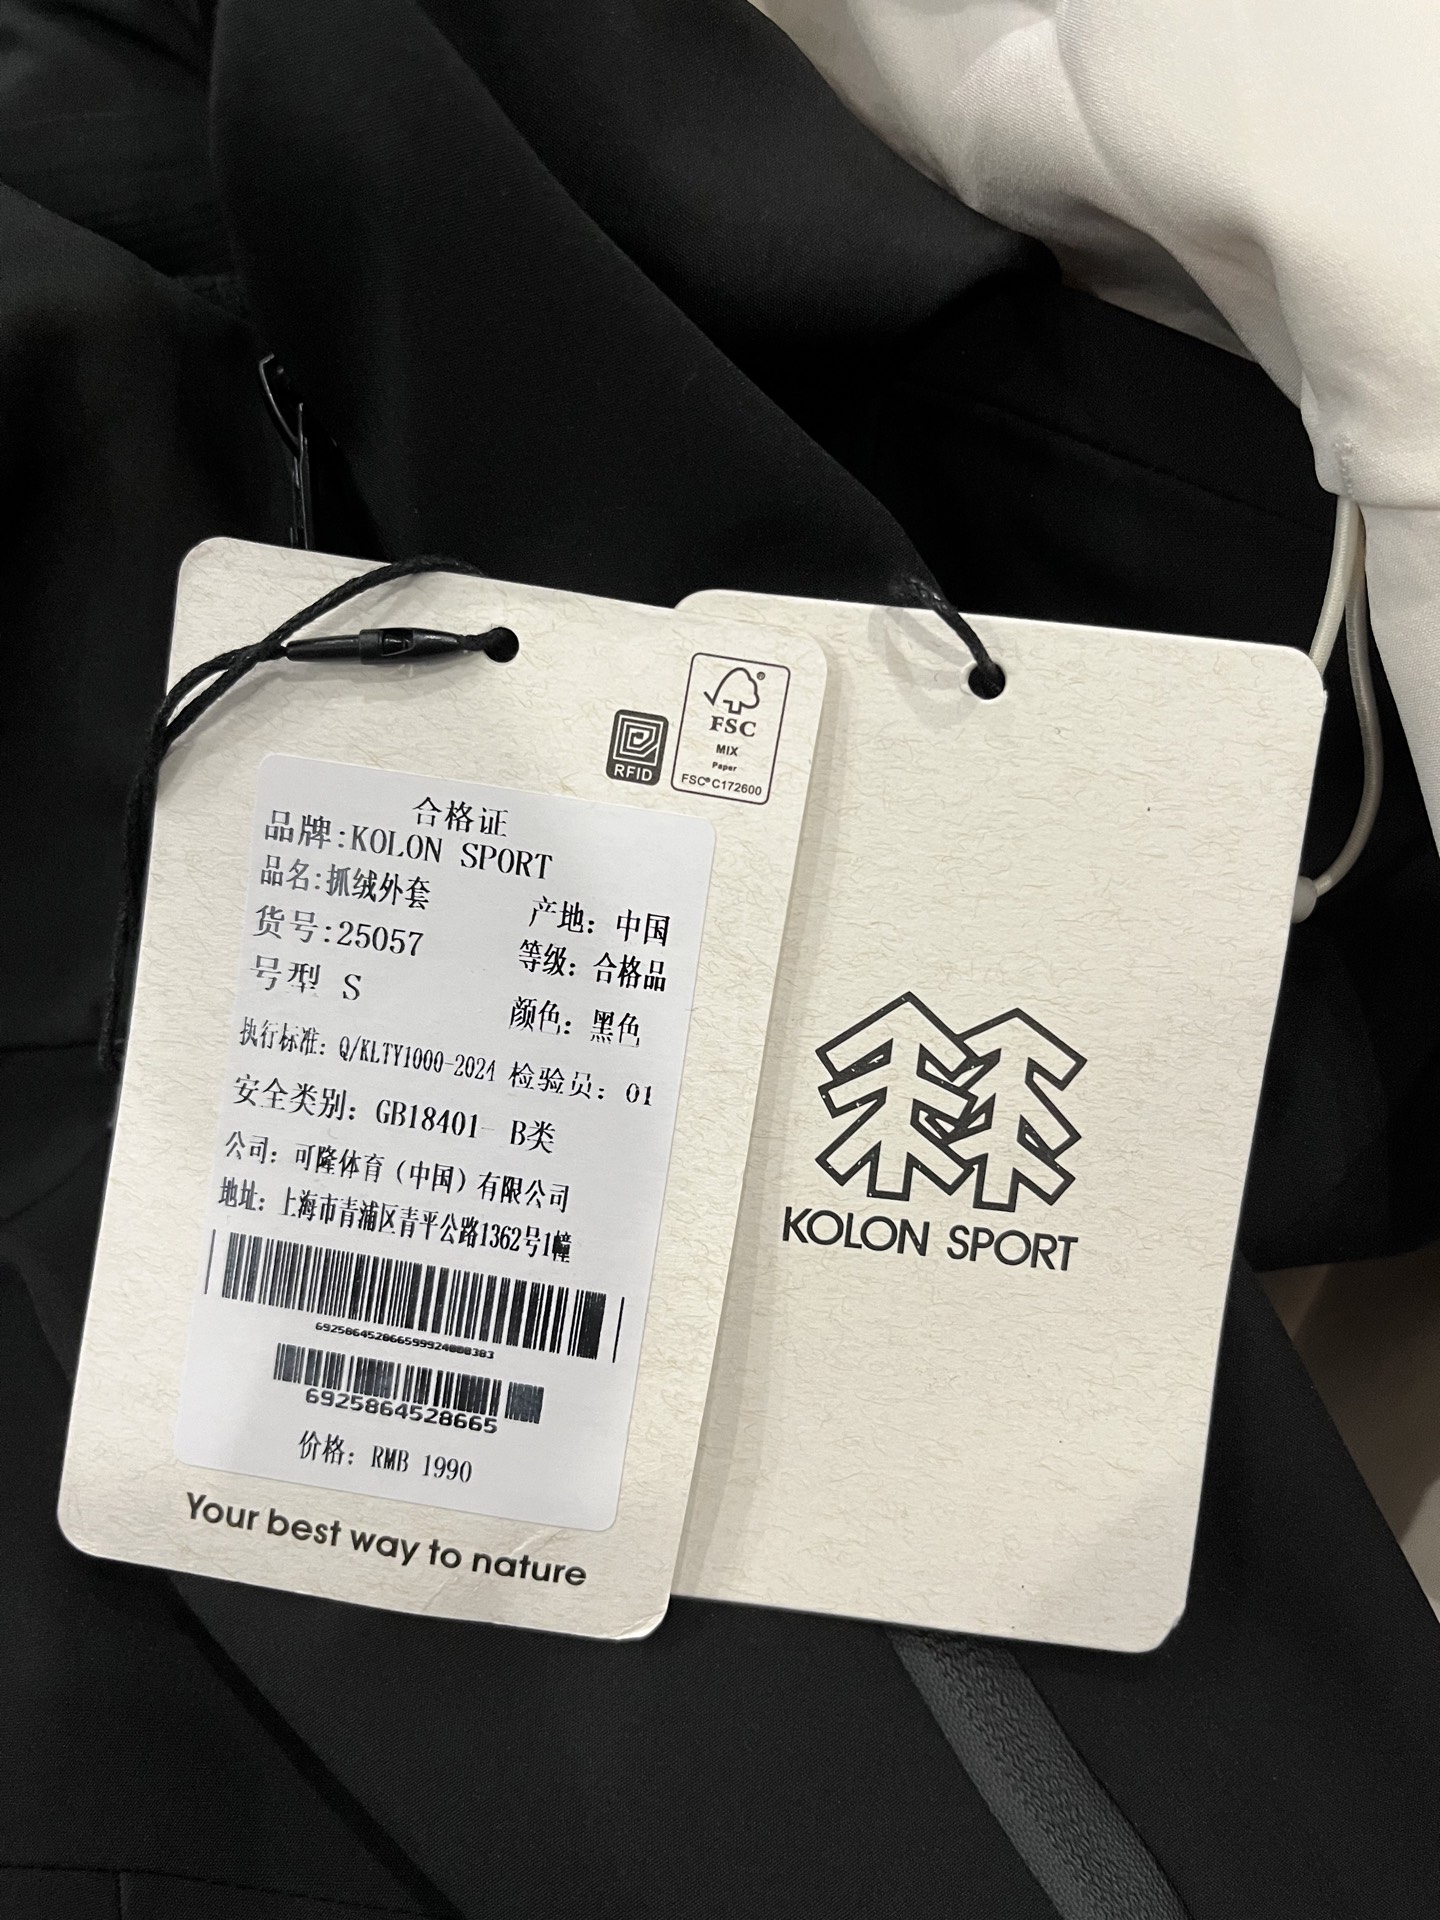 RFID
FSC
MIX
Paper
FSC® C172600
合格证
品牌:KOLON SPORT
品名:抓绒外套
产地: 中国
货号:25057
等级: 合格品
号型 S
颜色: 黑色
执行标准: Q/KLTY1000-2024 检验员: 01
安全类别: GB18401- B类
公司: 可隆体育（中国）有限公司
地址: 上海市青浦区青平公路1362号1幢
6925864528665999240000383
6925864528665
价格: RMB 1990
Your best way to nature
KOLON SPORT